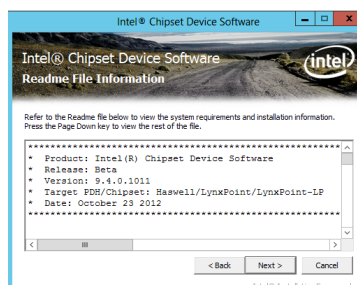 Intel® Chipset Device Software
Intel® Chipset Device Software
Readme File Information
intel
Refer to the Readme file below to view the system requirements and installation information.
Press the Page Down key to view the rest of the file.
****************************************************
* Product: Intel(R) Chipset Device Software
* Release: Beta
* Version: 9.4.0.1011
* Target PDH/Chipset: Haswell/LynxPoint/LynxPoint-LP
* Date: October 23 2012
****************************************************
< Back Next > Cancel